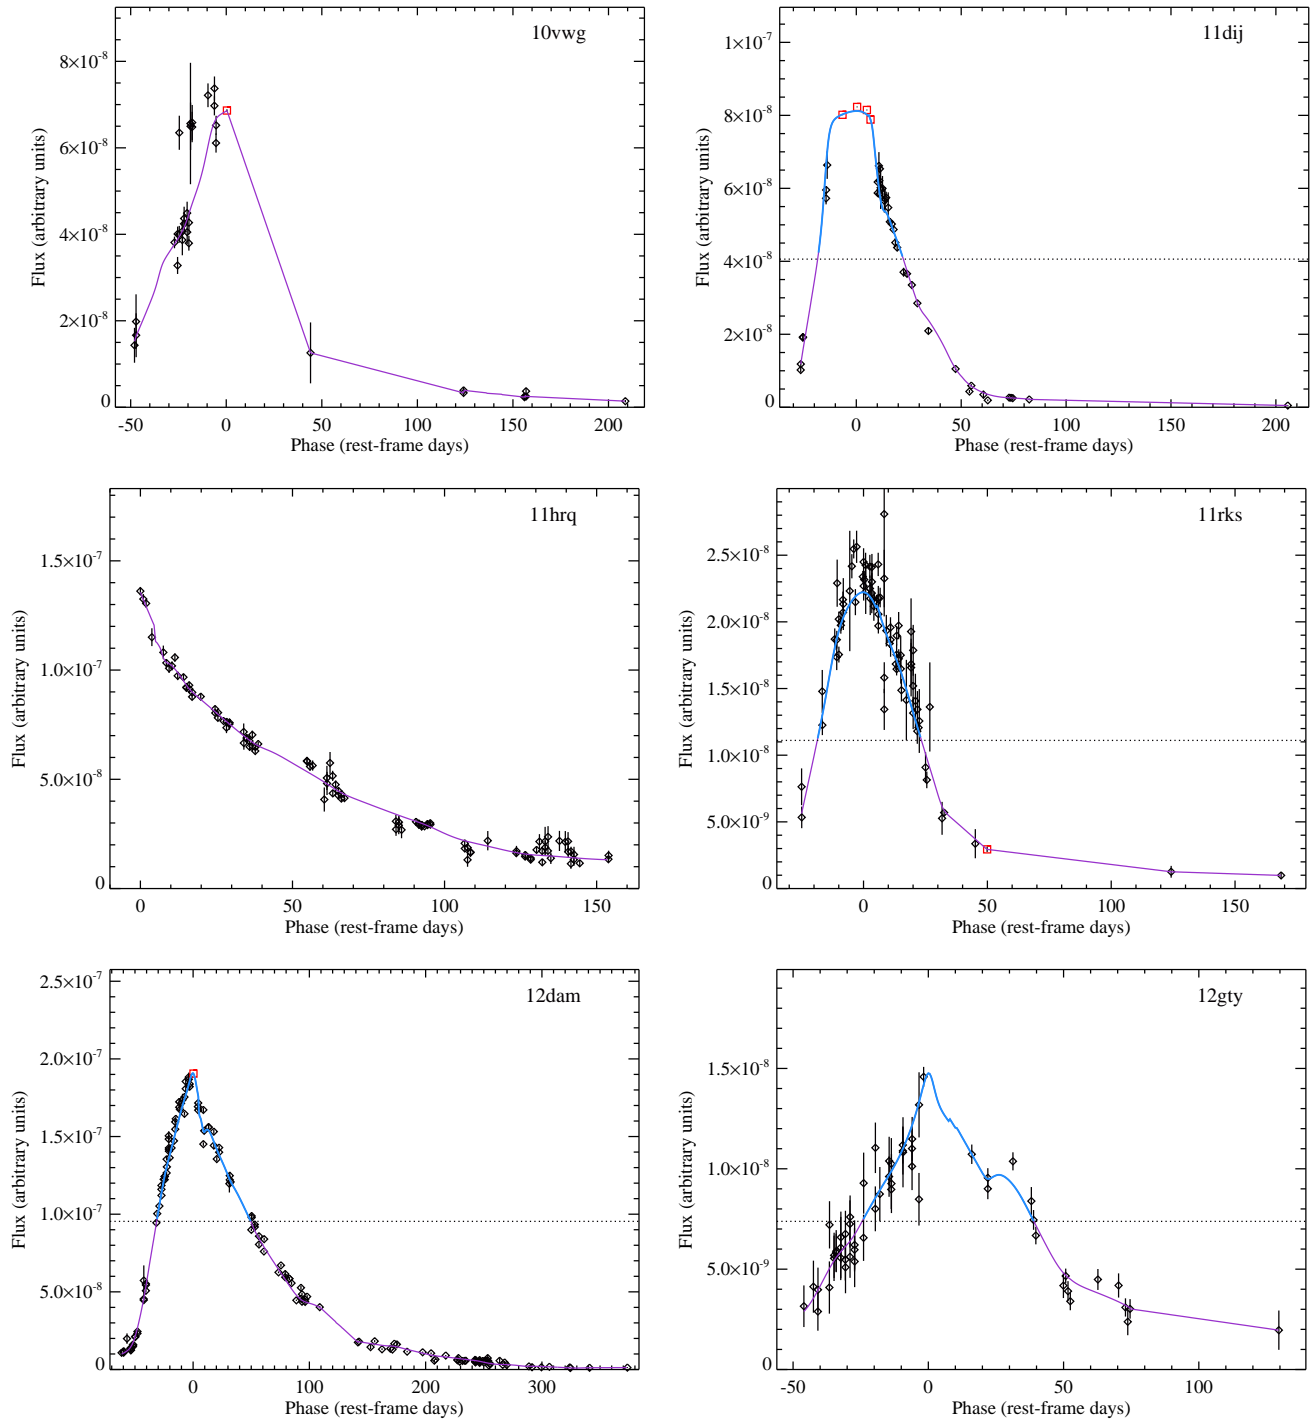 10vwg
8×10⁻⁸
6×10⁻⁸
4×10⁻⁸
2×10⁻⁸
0
Flux (arbitrary units)
-50 0 50 100 150 200
Phase (rest-frame days)
11dij
1×10⁻⁷
8×10⁻⁸
6×10⁻⁸
4×10⁻⁸
2×10⁻⁸
0
Flux (arbitrary units)
0 50 100 150 200
Phase (rest-frame days)
11hrq
1.5×10⁻⁷
1.0×10⁻⁷
5.0×10⁻⁸
0
Flux (arbitrary units)
0 50 100 150
Phase (rest-frame days)
11rks
2.5×10⁻⁸
2.0×10⁻⁸
1.5×10⁻⁸
1.0×10⁻⁸
5.0×10⁻⁹
0
Flux (arbitrary units)
0 50 100 150
Phase (rest-frame days)
12dam
2.5×10⁻⁷
2.0×10⁻⁷
1.5×10⁻⁷
1.0×10⁻⁷
5.0×10⁻⁸
0
Flux (arbitrary units)
0 100 200 300
Phase (rest-frame days)
12gty
1.5×10⁻⁸
1.0×10⁻⁸
5.0×10⁻⁹
0
Flux (arbitrary units)
-50 0 50 100
Phase (rest-frame days)